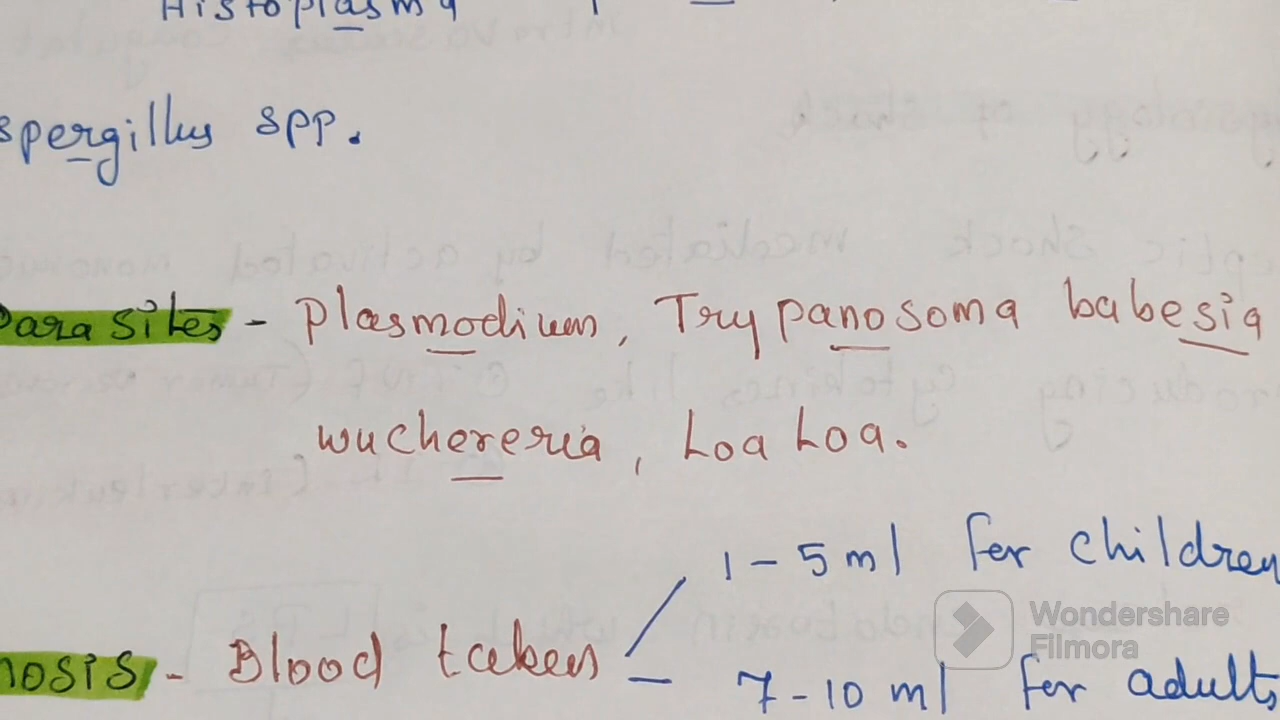 Histoplasma
spergillus spp.
Parasites - Plasmodium, Trypanosoma babesia
wuchereria, Loa Loa.
1-5 ml for children
nosis - Blood taken
7-10 ml for adults
Wondershare
Filmora